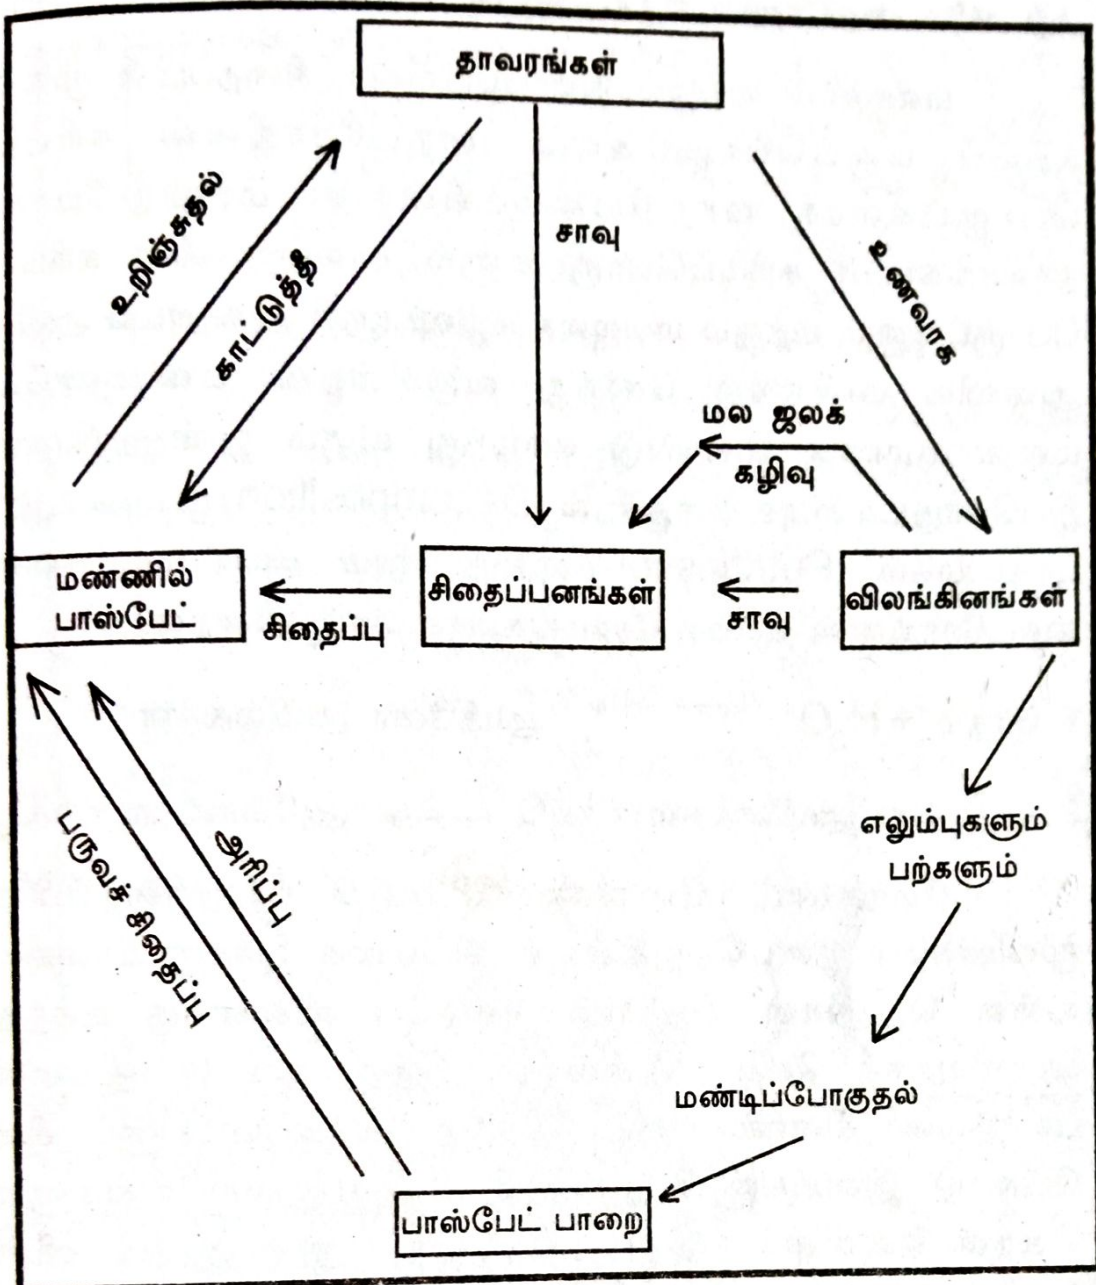 தாவரங்கள்
உறிஞ்சுதல்
காட்டுத்தீ
சாவு
உணவாக
மல ஜலக்
கழிவு
மண்ணில்
பாஸ்பேட்
சிதைப்பு
சிதைப்பனங்கள்
சாவு
விலங்கினங்கள்
எலும்புகளும்
பற்களும்
பருவச் சிதைப்பு
அரிப்பு
மண்டிப்போகுதல்
பாஸ்பேட் பாறை